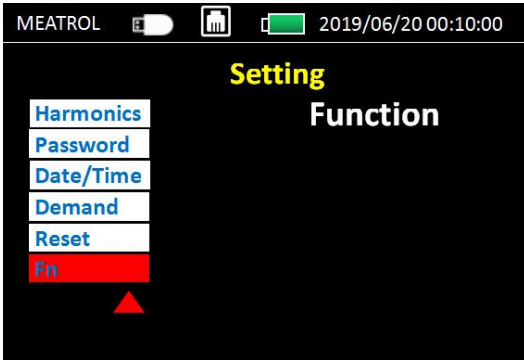 MEATROL 2019/06/20 00:10:00
Setting
Function
Harmonics
Password
Date/Time
Demand
Reset
Fn